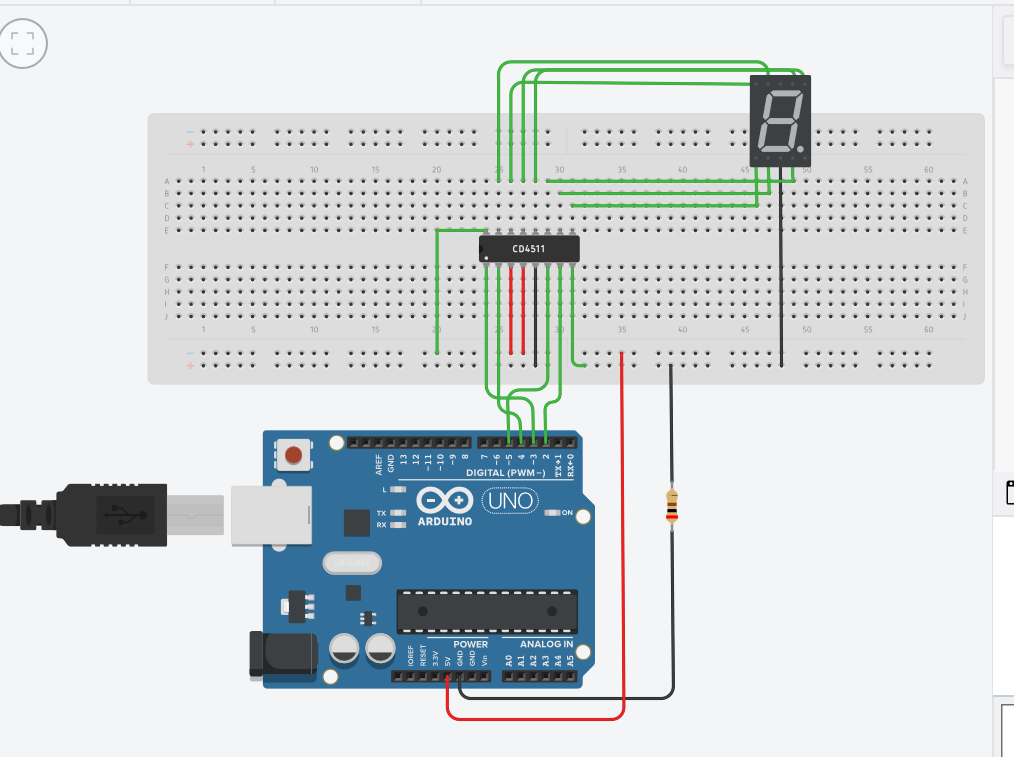 1 5 10 15 20 25 30 35 40 45 50 55 60
A A
B B
C C
D D
E E
CD4511
F F
G G
H H
I I
J J
1 5 10 15 20 25 30 35 40 45 50 55 60
AREF GND 13 12 ~11 ~10 ~9 8 7 ~6 ~5 4 ~3 2 TX→1 RX←0
DIGITAL (PWM~)
L
TX
RX
UNO
ON
ARDUINO
POWER ANALOG IN
IOREF RESET 3.3V 5V GND GND Vin A0 A1 A2 A3 A4 A5